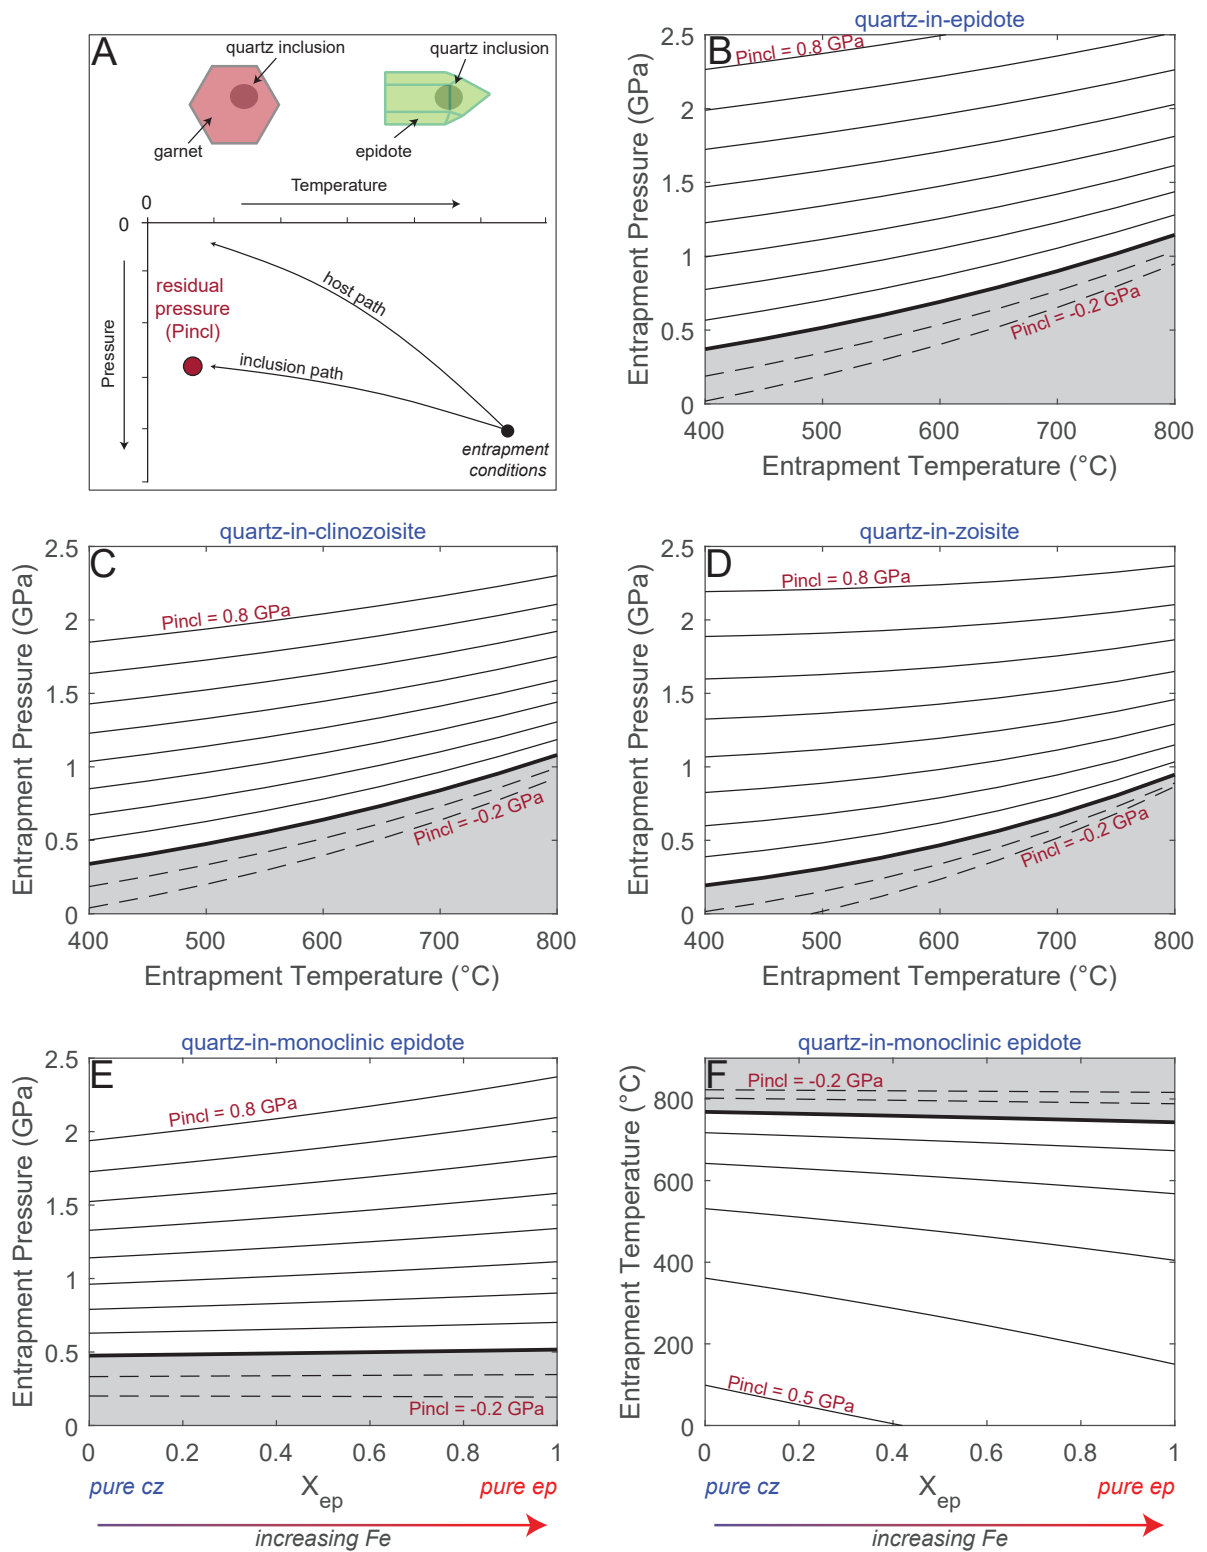 A
quartz inclusion
quartz inclusion
garnet
epidote
Temperature
0
0
Pressure
residual
pressure
(Pincl)
host path
inclusion path
entrapment
conditions
quartz-in-epidote
B
Pincl = 0.8 GPa
Pincl = -0.2 GPa
2.5
2
1.5
1
0.5
0
400 500 600 700 800
Entrapment Pressure (GPa)
Entrapment Temperature (°C)
quartz-in-clinozoisite
C
Pincl = 0.8 GPa
Pincl = -0.2 GPa
2.5
2
1.5
1
0.5
0
400 500 600 700 800
Entrapment Pressure (GPa)
Entrapment Temperature (°C)
quartz-in-zoisite
D
Pincl = 0.8 GPa
Pincl = -0.2 GPa
2.5
2
1.5
1
0.5
0
400 500 600 700 800
Entrapment Pressure (GPa)
Entrapment Temperature (°C)
quartz-in-monoclinic epidote
E
Pincl = 0.8 GPa
Pincl = -0.2 GPa
2.5
2
1.5
1
0.5
0
0 0.2 0.4 0.6 0.8 1
Entrapment Pressure (GPa)
pure cz Xep pure ep
increasing Fe
quartz-in-monoclinic epidote
F
Pincl = -0.2 GPa
Pincl = 0.5 GPa
800
600
400
200
0
0 0.2 0.4 0.6 0.8 1
Entrapment Temperature (°C)
pure cz Xep pure ep
increasing Fe